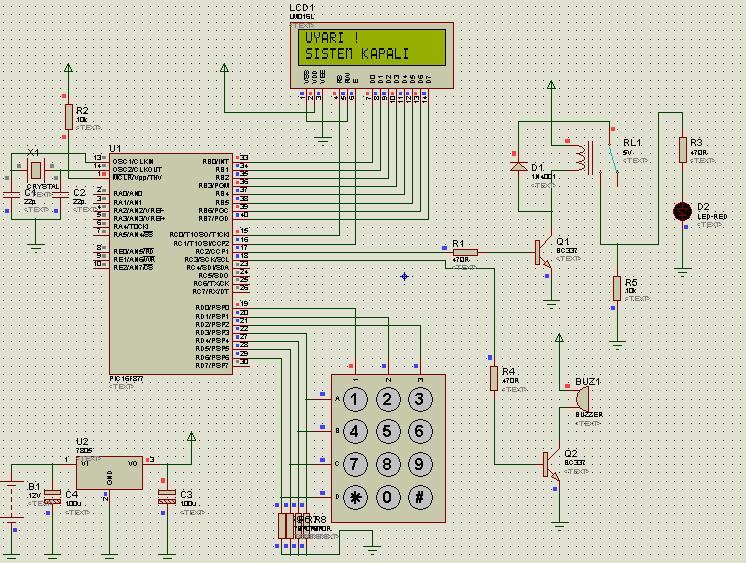 LCD1
LM016L
UYARI !
SISTEM KAPALI
VSS VDD VEE RS RW E D0 D1 D2 D3 D4 D5 D6 D7
1 2 3 4 5 6 7 8 9 10 11 12 13 14
R2
10k
<TEXT>
X1
CRYSTAL
<TEXT>
C1
22p
<TEXT>
C2
22p
<TEXT>
U1
13 OSC1/CLKIN RB0/INT 33
14 OSC2/CLKOUT RB1 34
1 MCLR/Vpp/THV RB2 35
RB3/PGM 36
2 RA0/AN0 RB4 37
3 RA1/AN1 RB5 38
4 RA2/AN2/VREF- RB6/PGC 39
5 RA3/AN3/VREF+ RB7/PGD 40
6 RA4/T0CKI
7 RA5/AN4/SS RC0/T1OSO/T1CKI 15
RC1/T1OSI/CCP2 16
8 RE0/AN5/RD RC2/CCP1 17
9 RE1/AN6/WR RC3/SCK/SCL 18
10 RE2/AN7/CS RC4/SDI/SDA 23
RC5/SDO 24
RC6/TX/CK 25
RC7/RX/DT 26
RD0/PSP0 19
RD1/PSP1 20
RD2/PSP2 21
RD3/PSP3 22
RD4/PSP4 27
RD5/PSP5 28
RD6/PSP6 29
RD7/PSP7 30
PIC16F877
<TEXT>
R1
470R
<TEXT>
D1
1N4001
<TEXT>
RL1
5V
<TEXT>
R3
470R
<TEXT>
D2
LED-RED
<TEXT>
Q1
BC337
<TEXT>
R5
10k
<TEXT>
R4
470R
<TEXT>
BUZ1
BUZZER
<TEXT>
Q2
BC337
<TEXT>
1 2 3
A 1 2 3
B 4 5 6
C 7 8 9
D * 0 #
U2
7805
<TEXT>
1 VI VO 3
GND
2
B1
12V
<TEXT>
C4
100u
<TEXT>
C3
100u
<TEXT>